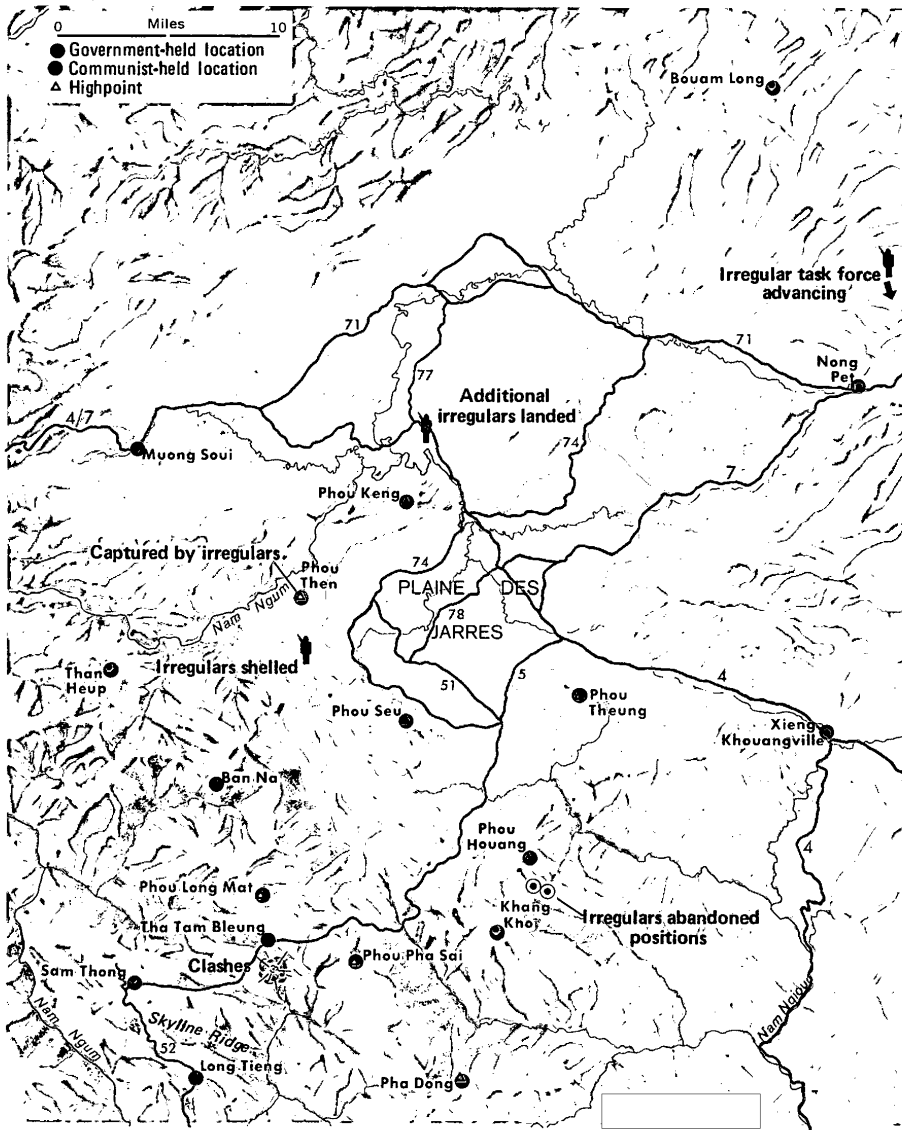 0 Miles 10
Government-held location
Communist-held location
Highpoint
Bouam Long
Irregular task force
advancing
71
71
77
Nong
Pet
Additional
irregulars landed
4/7
Muong Soui
74
7
Phou Keng
Captured by irregulars
Phou
Then
74
PLAINE DES
JARRES
78
Nam Ngum
Irregulars shelled
Than
Heup
51
5
4
Phou Seu
Phou
Theung
Xieng
Khouangville
Ban Na
Phou
Houang
4
Phou Long Mat
Khang
Kho
Irregulars abandoned
positions
Tha Tam Bleung
Clashes
Phou Pha Sai
Sam Thong
Nam Ngum
Skyline Ridge
52
Long Tieng
Pha Dong
Nam Ngiou